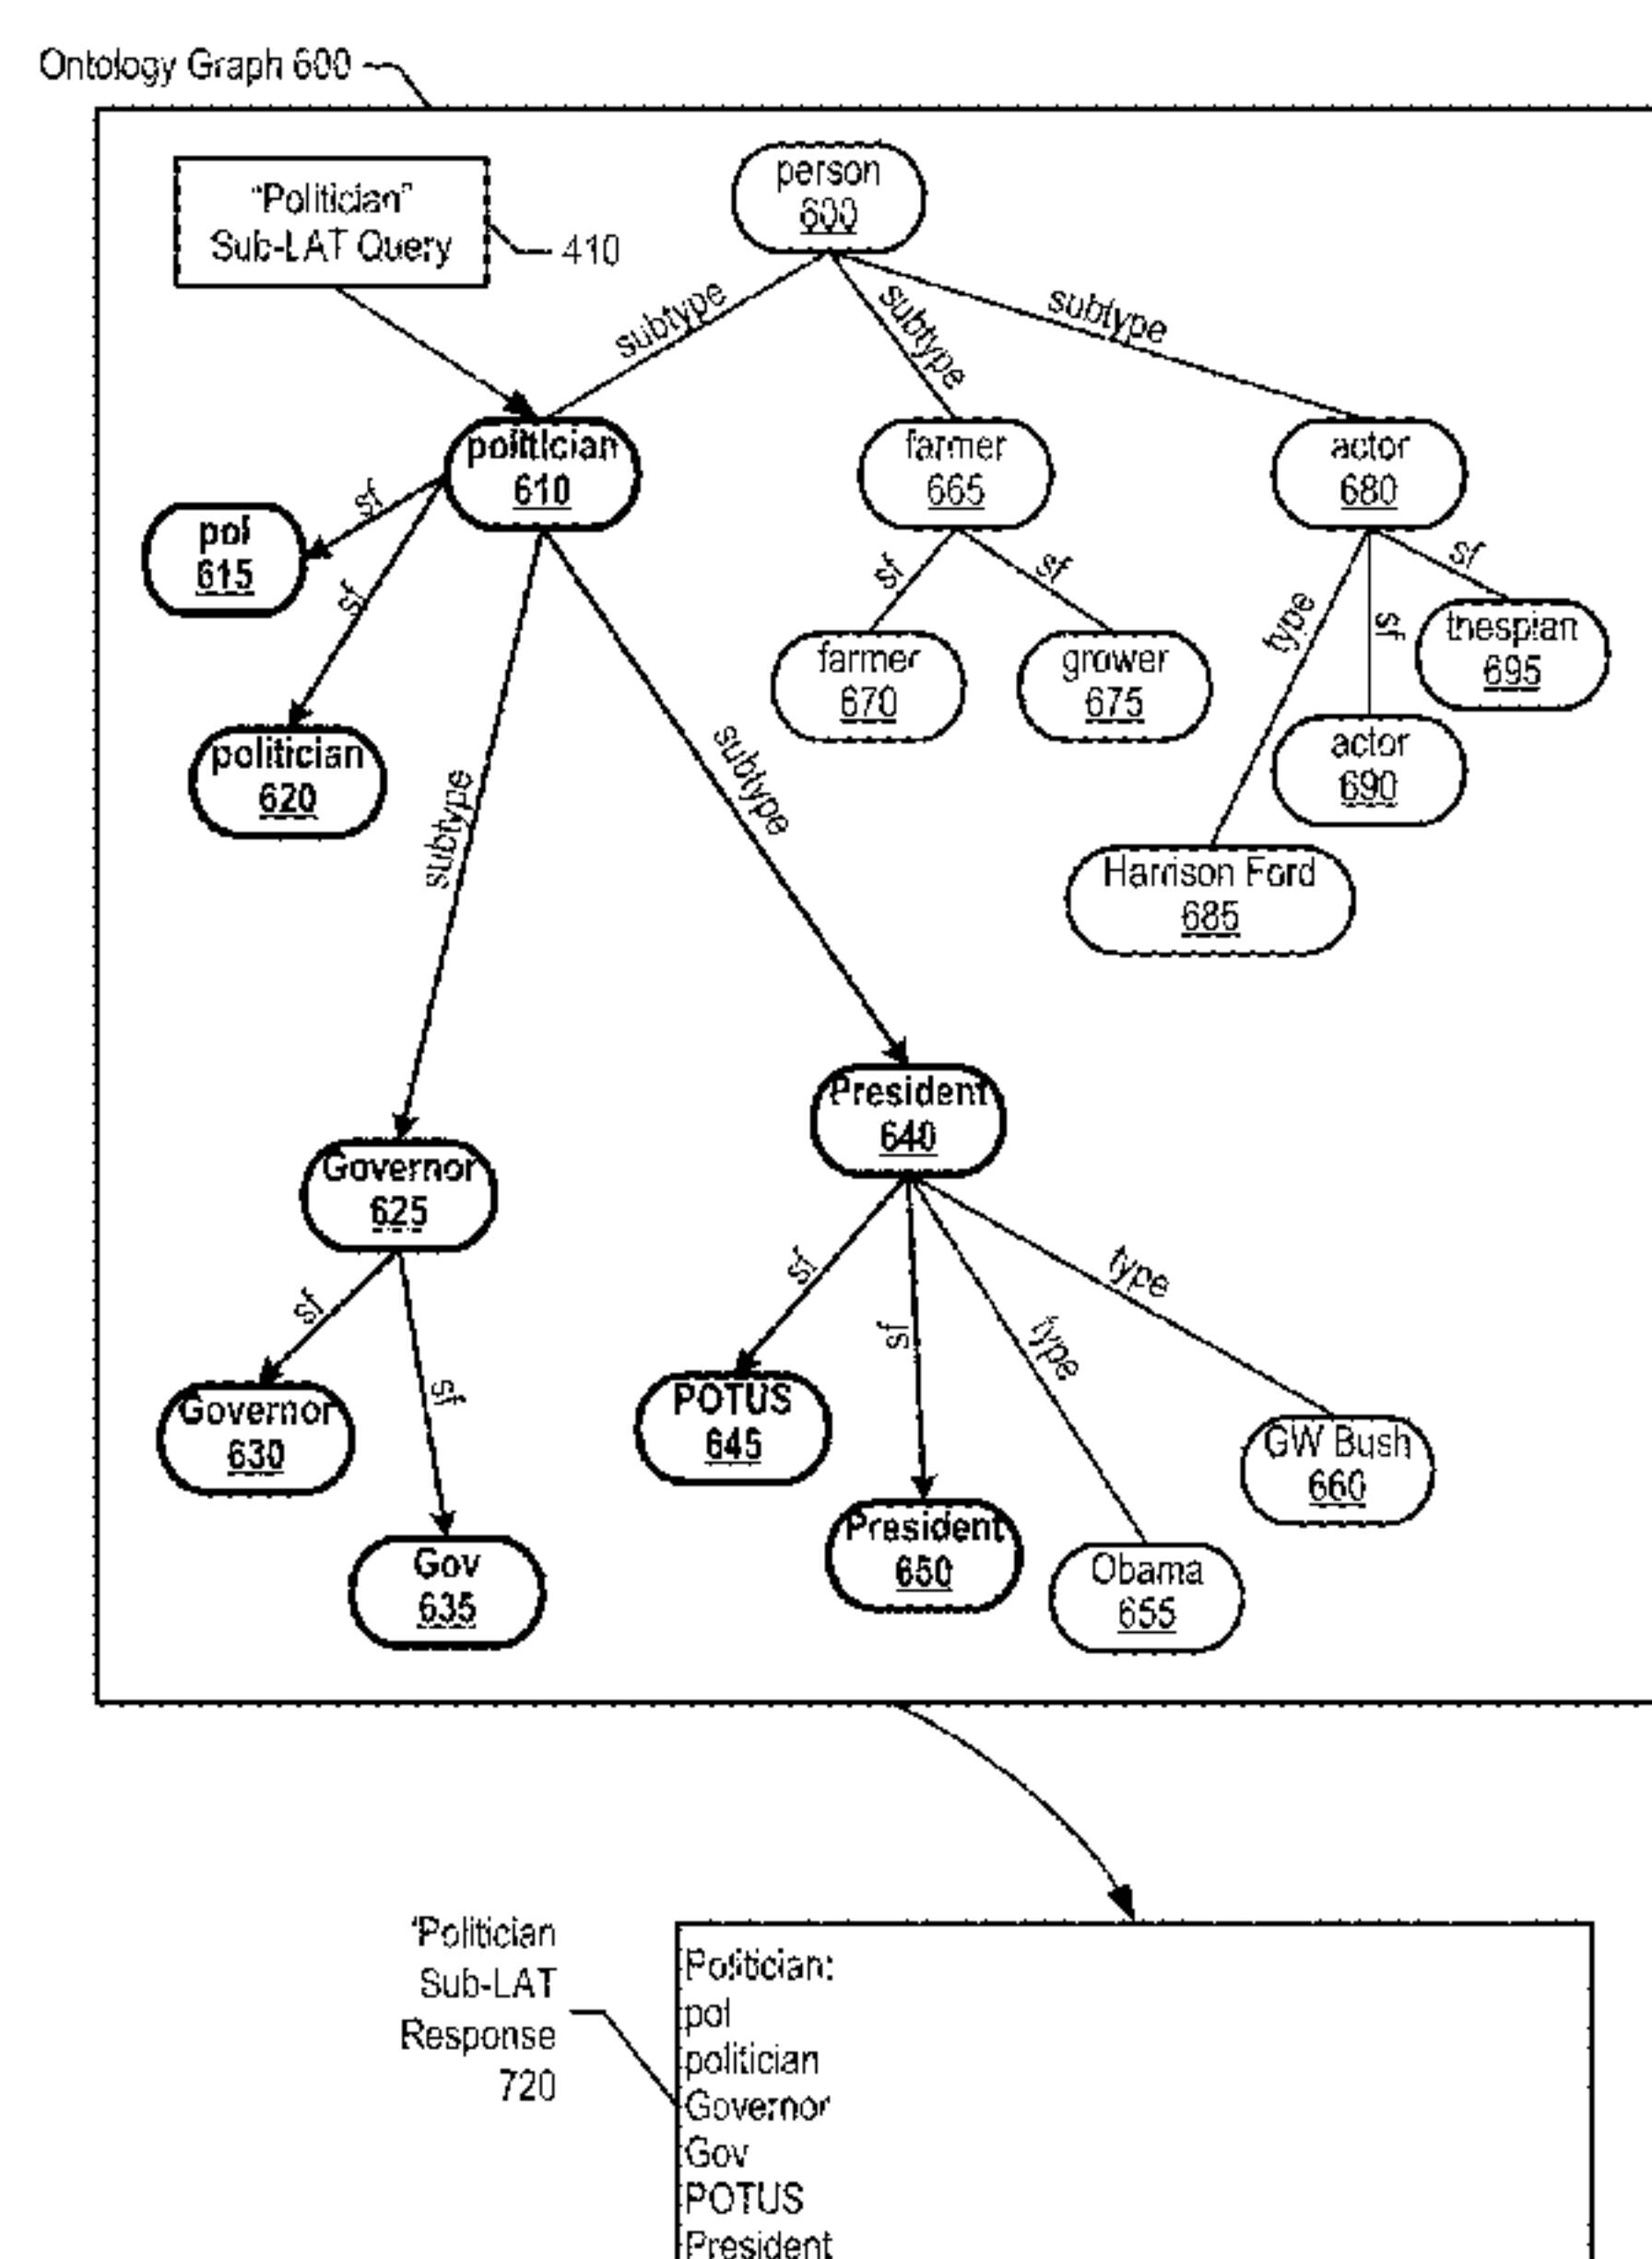 Ontology Graph 600
"Politician"
Sub-LAT Query
410
person
600
subtype
subtype
subtype
politician
610
farmer
665
actor
680
sf
pol
615
sf
sf
sf
type
sf
sf
thespian
695
farmer
670
grower
675
politician
620
actor
690
subtype
subtype
Harrison Ford
685
President
640
Governor
625
sf
sf
sf
sf
type
type
Governor
630
POTUS
645
GW Bush
660
Gov
635
President
650
Obama
655
"Politician
Sub-LAT
Response
720
Politician:
pol
politician
Governor
Gov
POTUS
President